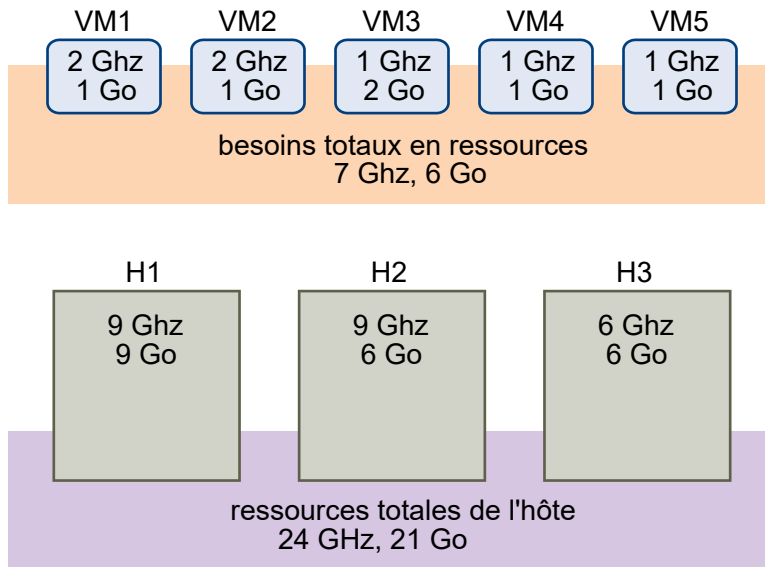 VM1 VM2 VM3 VM4 VM5
2 Ghz 2 Ghz 1 Ghz 1 Ghz 1 Ghz
1 Go 1 Go 2 Go 1 Go 1 Go
besoins totaux en ressources
7 Ghz, 6 Go
H1 H2 H3
9 Ghz 9 Ghz 6 Ghz
9 Go 6 Go 6 Go
ressources totales de l'hôte
24 GHz, 21 Go